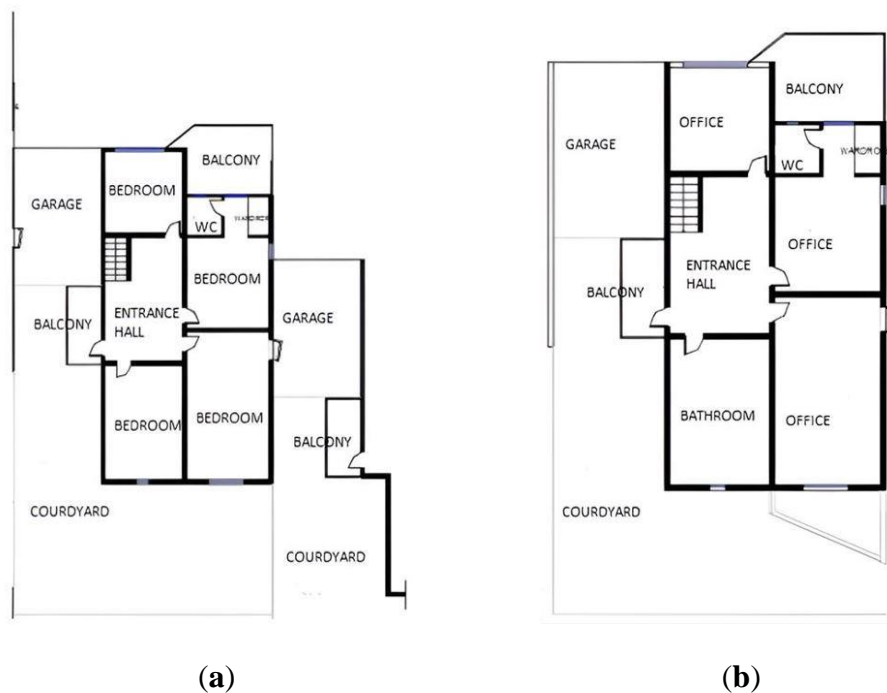 BALCONY
BEDROOM
GARAGE
WC
BEDROOM
ENTRANCE
HALL
BALCONY
GARAGE
BEDROOM
BEDROOM
BALCONY
COURDYARD
COURDYARD
(a)
BALCONY
OFFICE
GARAGE
WC
OFFICE
ENTRANCE
HALL
BALCONY
BATHROOM
OFFICE
COURDYARD
(b)